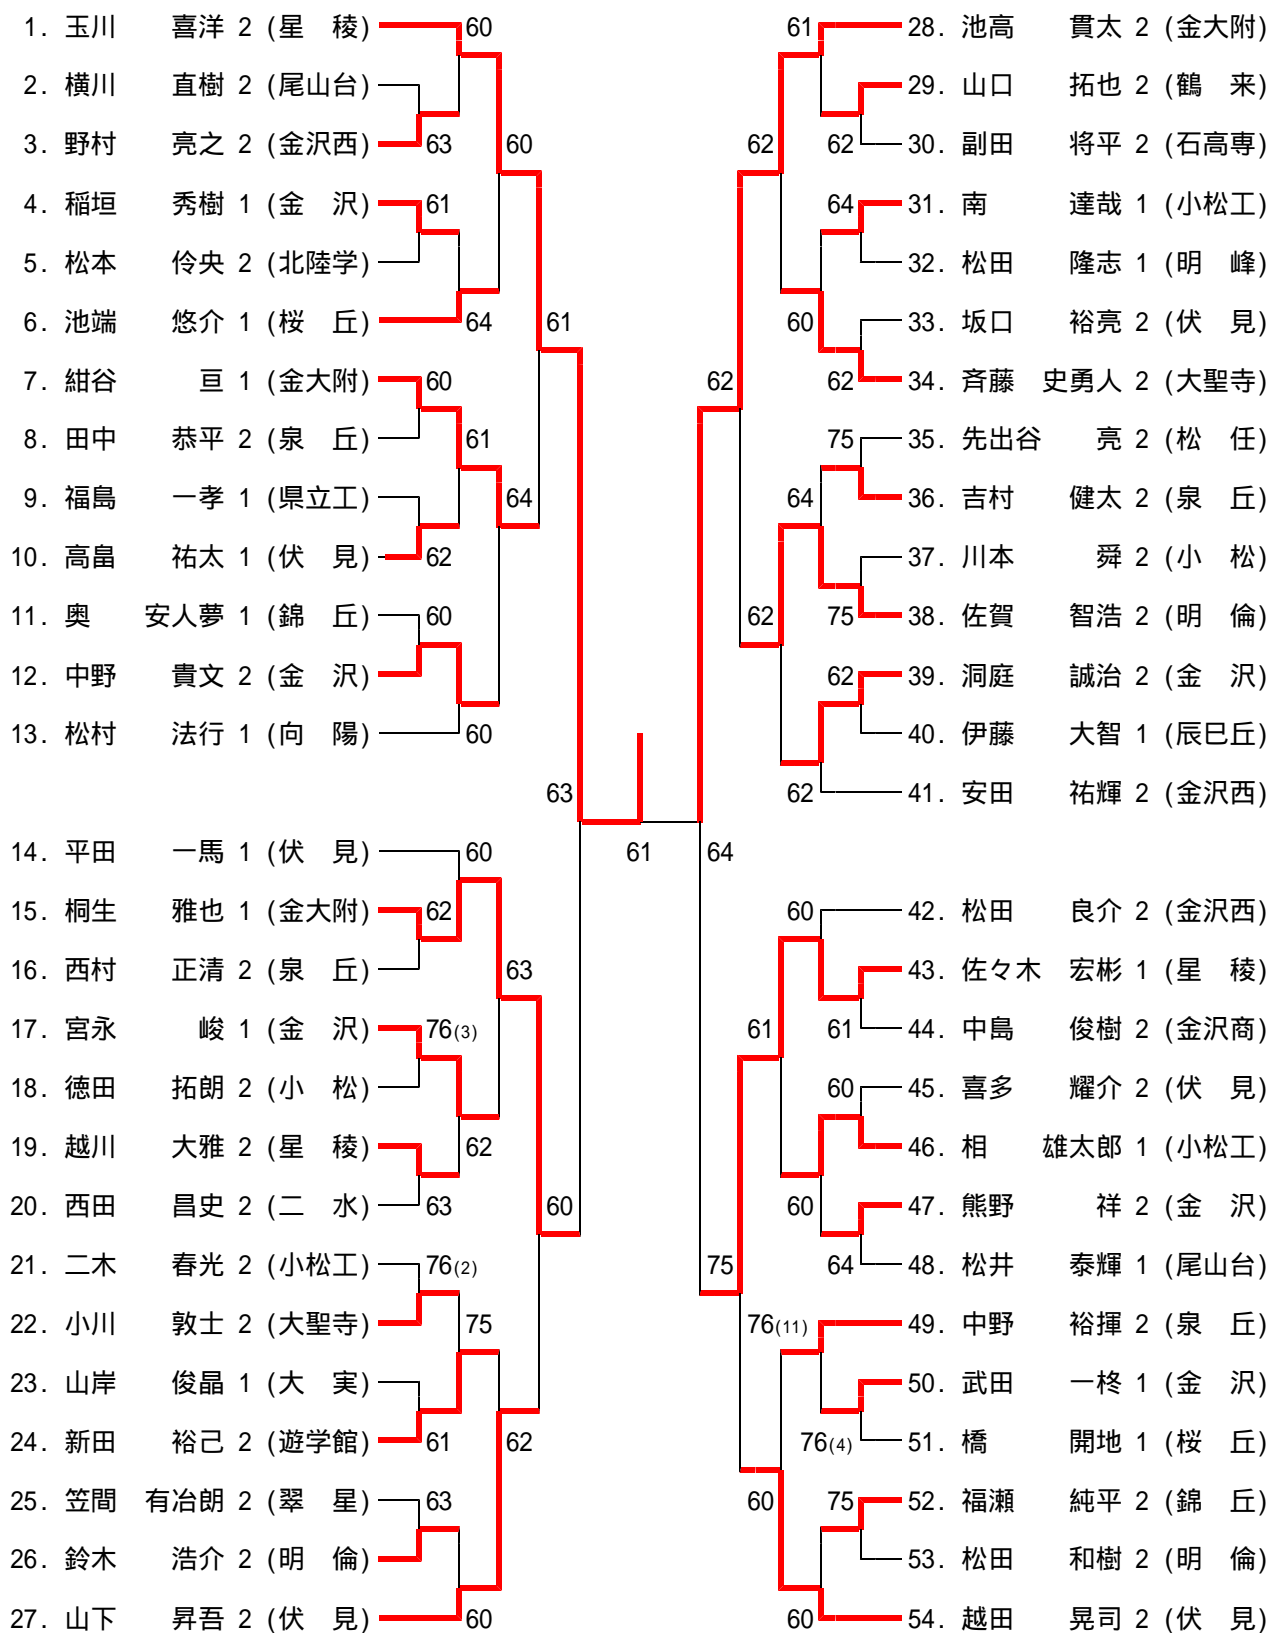 1. 玉川 喜洋 2 (星 稜) 60
2. 横川 直樹 2 (尾山台)
3. 野村 亮之 2 (金沢西) 63 60
4. 稲垣 秀樹 1 (金 沢) 61
5. 松本 伶央 2 (北陸学)
6. 池端 悠介 1 (桜 丘) 64 61
7. 紺谷 亘 1 (金大附) 60
8. 田中 恭平 2 (泉 丘) 61
9. 福島 一孝 1 (県立工) 64
10. 高畠 祐太 1 (伏 見) 62
11. 奥 安人夢 1 (錦 丘) 60
12. 中野 貴文 2 (金 沢)
13. 松村 法行 1 (向 陽) 60
63
14. 平田 一馬 1 (伏 見) 60
15. 桐生 雅也 1 (金大附) 62
16. 西村 正清 2 (泉 丘) 63
17. 宮永 峻 1 (金 沢) 76(3)
18. 徳田 拓朗 2 (小 松)
19. 越川 大雅 2 (星 稜) 62
20. 西田 昌史 2 (二 水) 63 60
21. 二木 春光 2 (小松工) 76(2)
22. 小川 敦士 2 (大聖寺) 75
23. 山岸 俊晶 1 (大 実)
24. 新田 裕己 2 (遊学館) 61 62
25. 笠間 有冶朗 2 (翠 星) 63
26. 鈴木 浩介 2 (明 倫)
27. 山下 昇吾 2 (伏 見) 60
61
61 28. 池高 貫太 2 (金大附)
29. 山口 拓也 2 (鶴 来)
62 62 30. 副田 将平 2 (石高専)
64 31. 南 達哉 1 (小松工)
32. 松田 隆志 1 (明 峰)
60 33. 坂口 裕亮 2 (伏 見)
62 62 34. 斉藤 史勇人 2 (大聖寺)
75 35. 先出谷 亮 2 (松 任)
64 36. 吉村 健太 2 (泉 丘)
37. 川本 舜 2 (小 松)
62 75 38. 佐賀 智浩 2 (明 倫)
62 39. 洞庭 誠治 2 (金 沢)
40. 伊藤 大智 1 (辰巳丘)
62 41. 安田 祐輝 2 (金沢西)
64
60 42. 松田 良介 2 (金沢西)
43. 佐々木 宏彬 1 (星 稜)
61 61 44. 中島 俊樹 2 (金沢商)
60 45. 喜多 耀介 2 (伏 見)
46. 相 雄太郎 1 (小松工)
60 47. 熊野 祥 2 (金 沢)
75 64 48. 松井 泰輝 1 (尾山台)
76(11) 49. 中野 裕揮 2 (泉 丘)
50. 武田 一柊 1 (金 沢)
76(4) 51. 橋 開地 1 (桜 丘)
60 75 52. 福瀬 純平 2 (錦 丘)
53. 松田 和樹 2 (明 倫)
60 54. 越田 晃司 2 (伏 見)